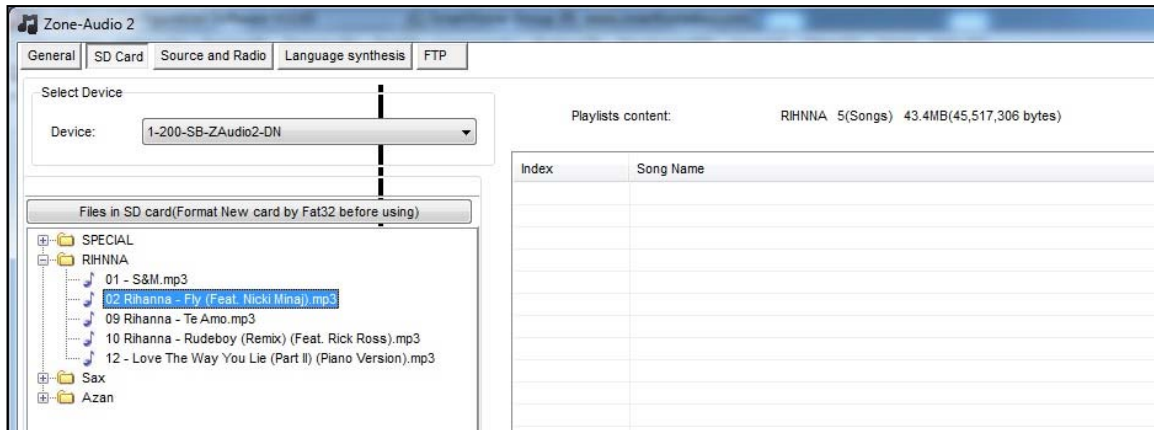 Zone-Audio 2
General SD Card Source and Radio Language synthesis FTP
Select Device
Device: 1-200-SB-ZAudio2-DN
Playlists content: RIHNNA 5(Songs) 43.4MB(45,517,306 bytes)
Index Song Name
Files in SD card(Format New card by Fat32 before using)
SPECIAL
RIHNNA
01 - S&M.mp3
02 Rihanna - Fly (Feat. Nicki Minaj).mp3
09 Rihanna - Te Amo.mp3
10 Rihanna - Rudeboy (Remix) (Feat. Rick Ross).mp3
12 - Love The Way You Lie (Part II) (Piano Version).mp3
Sax
Azan